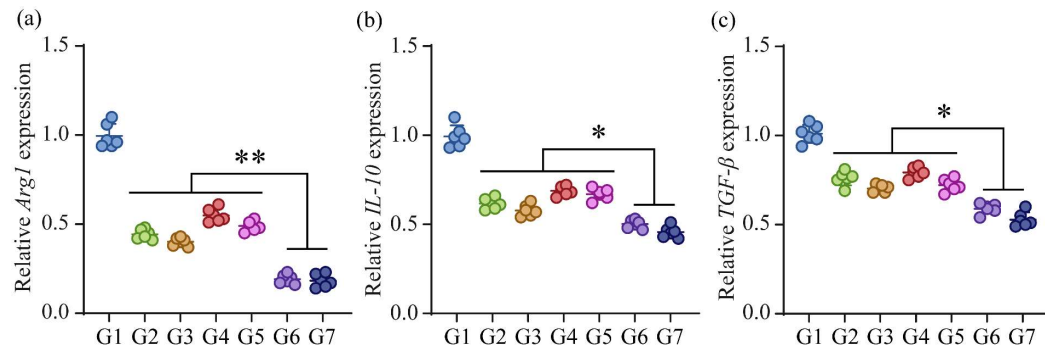 (a)
Relative Arg1 expression
1.5
1.0
0.5
0.0
**
G1 G2 G3 G4 G5 G6 G7
(b)
Relative IL-10 expression
1.5
1.0
0.5
0.0
*
G1 G2 G3 G4 G5 G6 G7
(c)
Relative TGF-β expression
1.5
1.0
0.5
0.0
*
G1 G2 G3 G4 G5 G6 G7